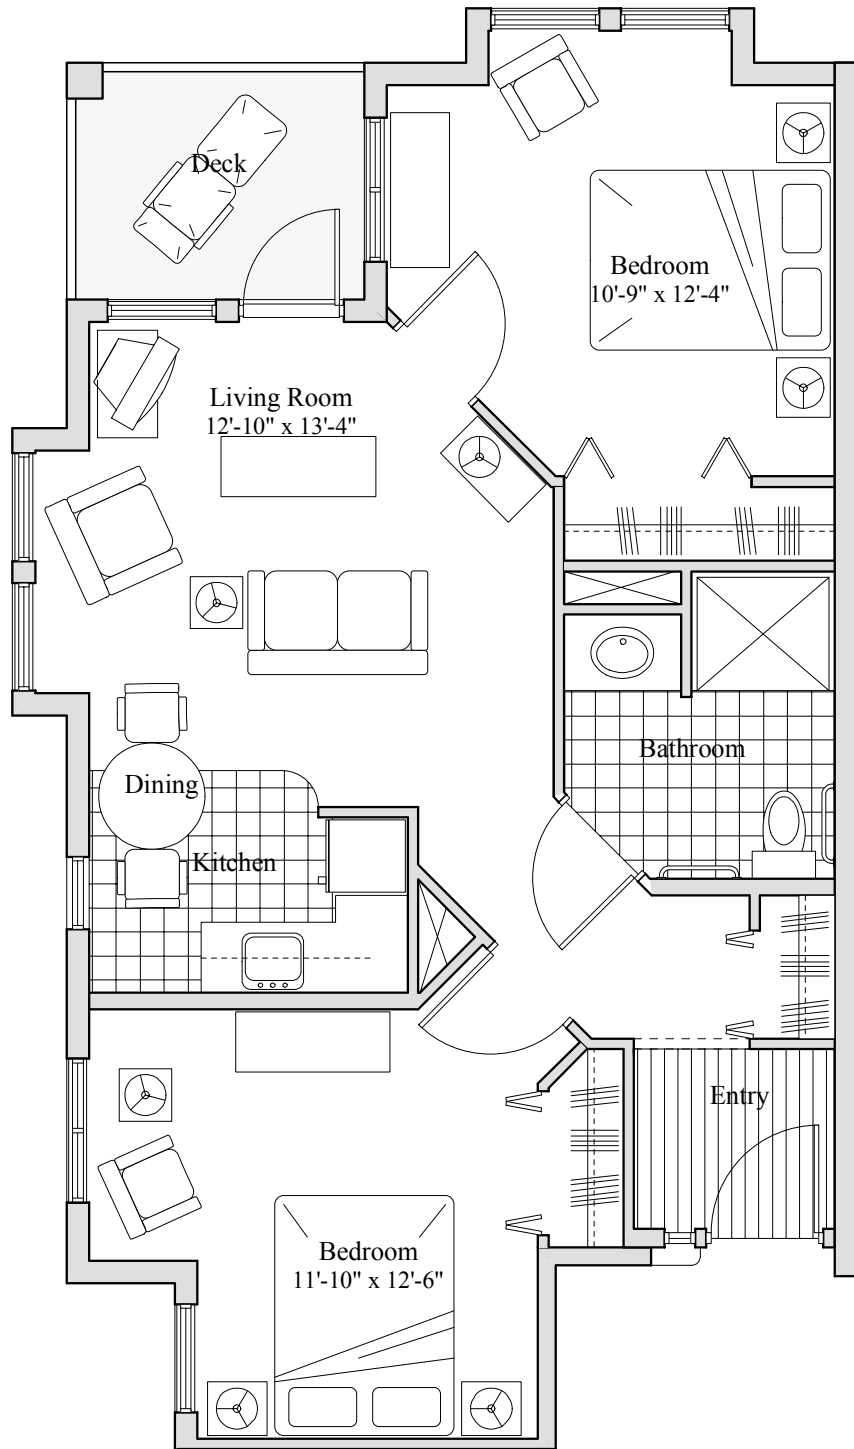 Deck
Bedroom
10'-9" x 12'-4"
Living Room
12'-10" x 13'-4"
Bathroom
Dining
Kitchen
Entry
Bedroom
11'-10" x 12'-6"